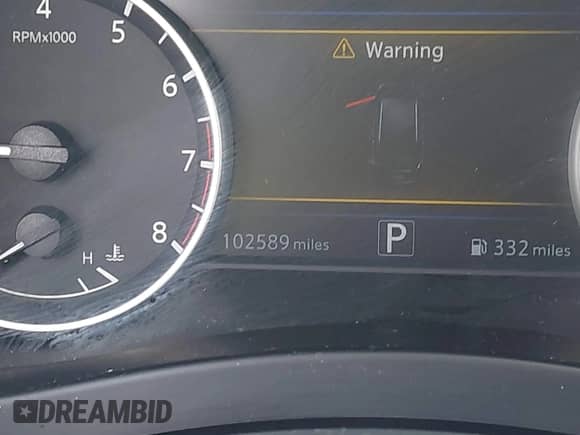 4
5
RPMx1000
6
7
8
H
Warning
102589 miles
P
332 miles
DREAMBID